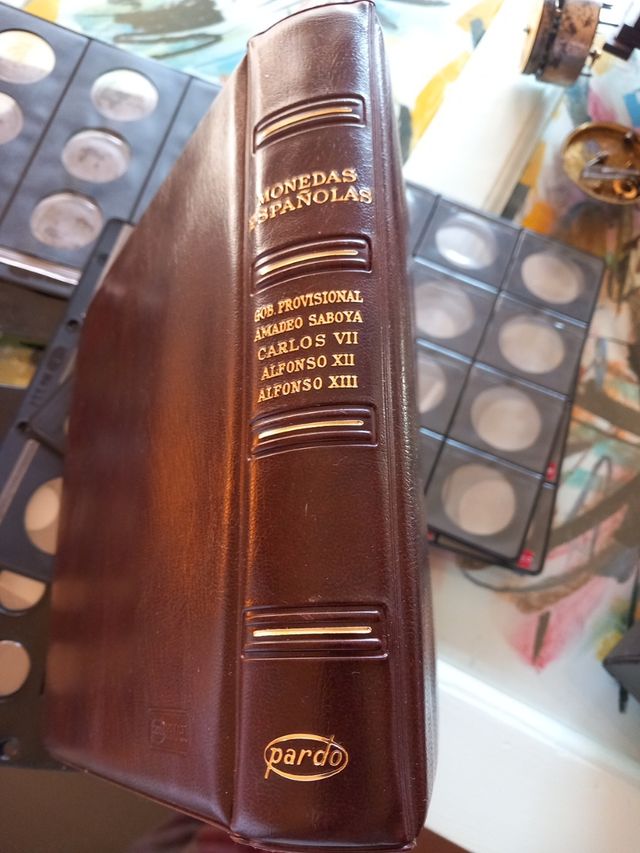 MONEDAS
ESPAÑOLAS
GOB. PROVISIONAL
AMADEO SABOYA
CARLOS VII
ALFONSO XII
ALFONSO XIII
pardo